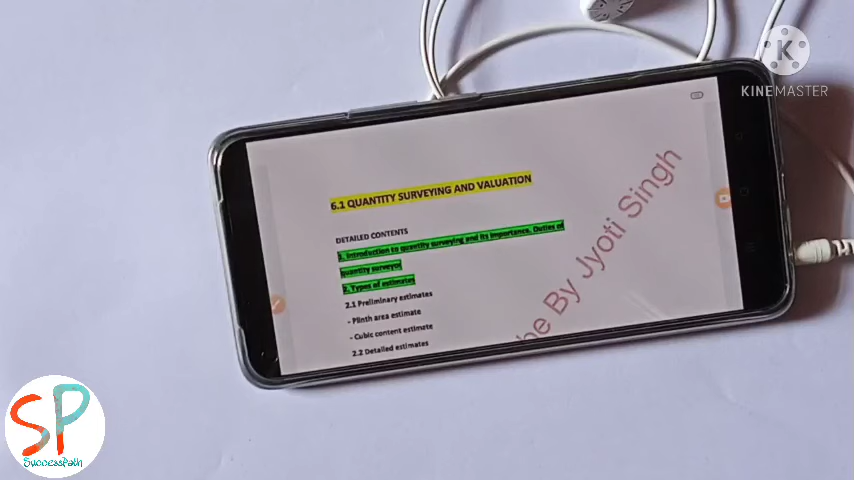 K
KINEMASTER
6.1 QUANTITY SURVEYING AND VALUATION
DETAILED CONTENTS
1. Introduction to quantity surveying and its importance. Duties of
quantity surveyor
2. Types of estimates
2.1 Preliminary estimates
- Plinth area estimate
- Cubic content estimate
2.2 Detailed estimates
he By Jyoti Singh
SP
SuccessPath